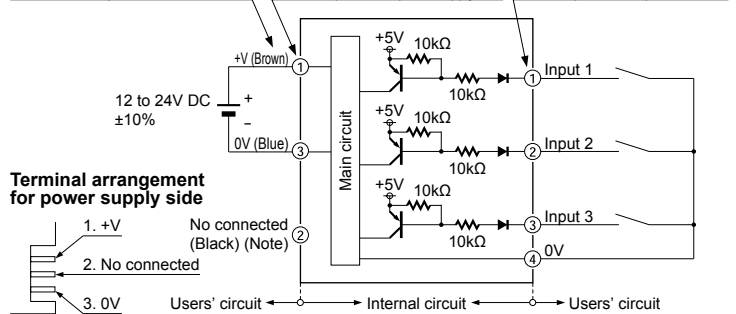 +5V
10kΩ
+V (Brown)
1
1
Input 1
10kΩ
12 to 24V DC
±10%
+
−
+5V
10kΩ
0V (Blue)
3
2
Input 2
10kΩ
Main circuit
Terminal arrangement
for power supply side
+5V
10kΩ
1. +V
No connected
(Black) (Note)
2
3
Input 3
10kΩ
0V
4
2. No connected
3. 0V
Users' circuit
Internal circuit
Users' circuit